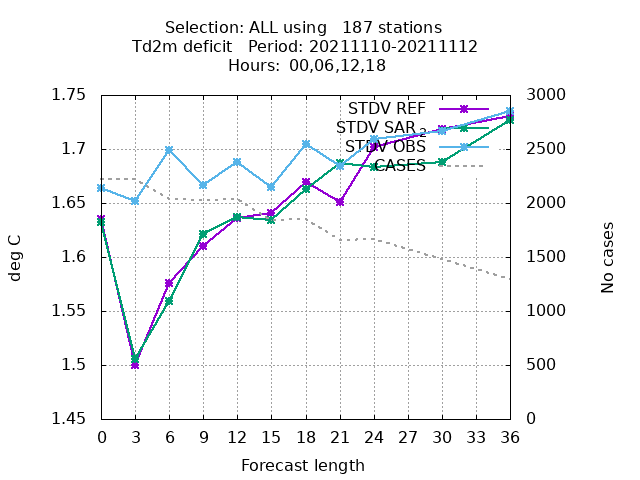 Selection: ALL using   187 stations
Td2m deficit   Period: 20211110-20211112
Hours: 00,06,12,18
1.75
1.7
1.65
1.6
1.55
1.5
1.45
3000
2500
2000
1500
1000
500
0
deg C
No cases
STDV REF
STDV SAR_2
STDV OBS
CASES
0 3 6 9 12 15 18 21 24 27 30 33 36
Forecast length